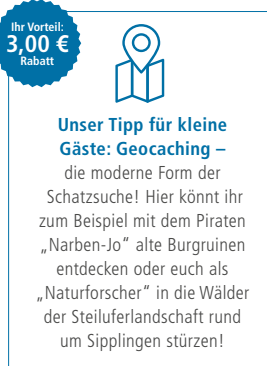 Ihr Vorteil:
3,00 €
Rabatt
Unser Tipp für kleine
Gäste: Geocaching –
die moderne Form der
Schatzsuche! Hier könnt ihr
zum Beispiel mit dem Piraten
„Narben-Jo“ alte Burgruinen
entdecken oder euch als
„Naturforscher“ in die Wälder
der Steiluferlandschaft rund
um Sipplingen stürzen!